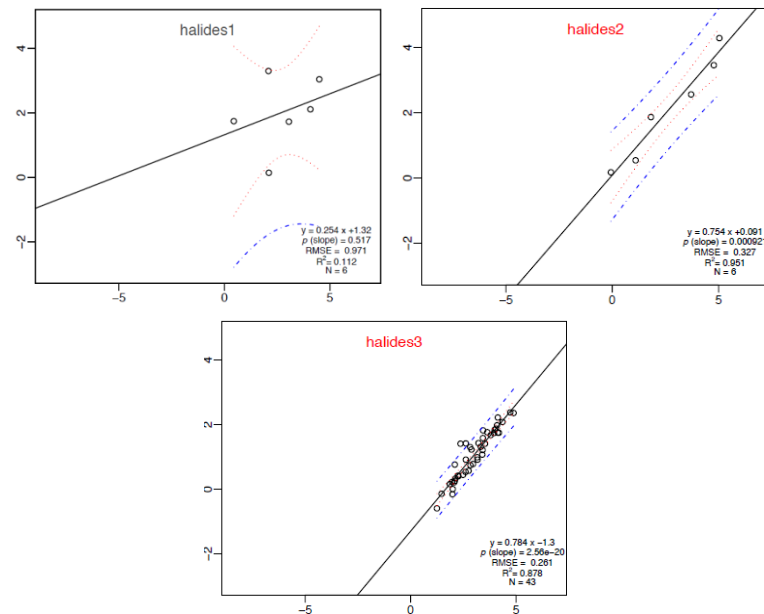 halides1
4
2
0
−2
−5
0
5
y = 0.254 x +1.32
p (slope) = 0.517
RMSE = 0.971
R²= 0.112
N = 6
halides2
4
2
0
−2
−5
0
5
y = 0.754 x +0.091
p (slope) = 0.000921
RMSE = 0.327
R²= 0.951
N = 6
halides3
4
2
0
−2
−5
0
5
y = 0.784 x −1.3
p (slope) = 2.56e−20
RMSE = 0.261
R²= 0.878
N = 43